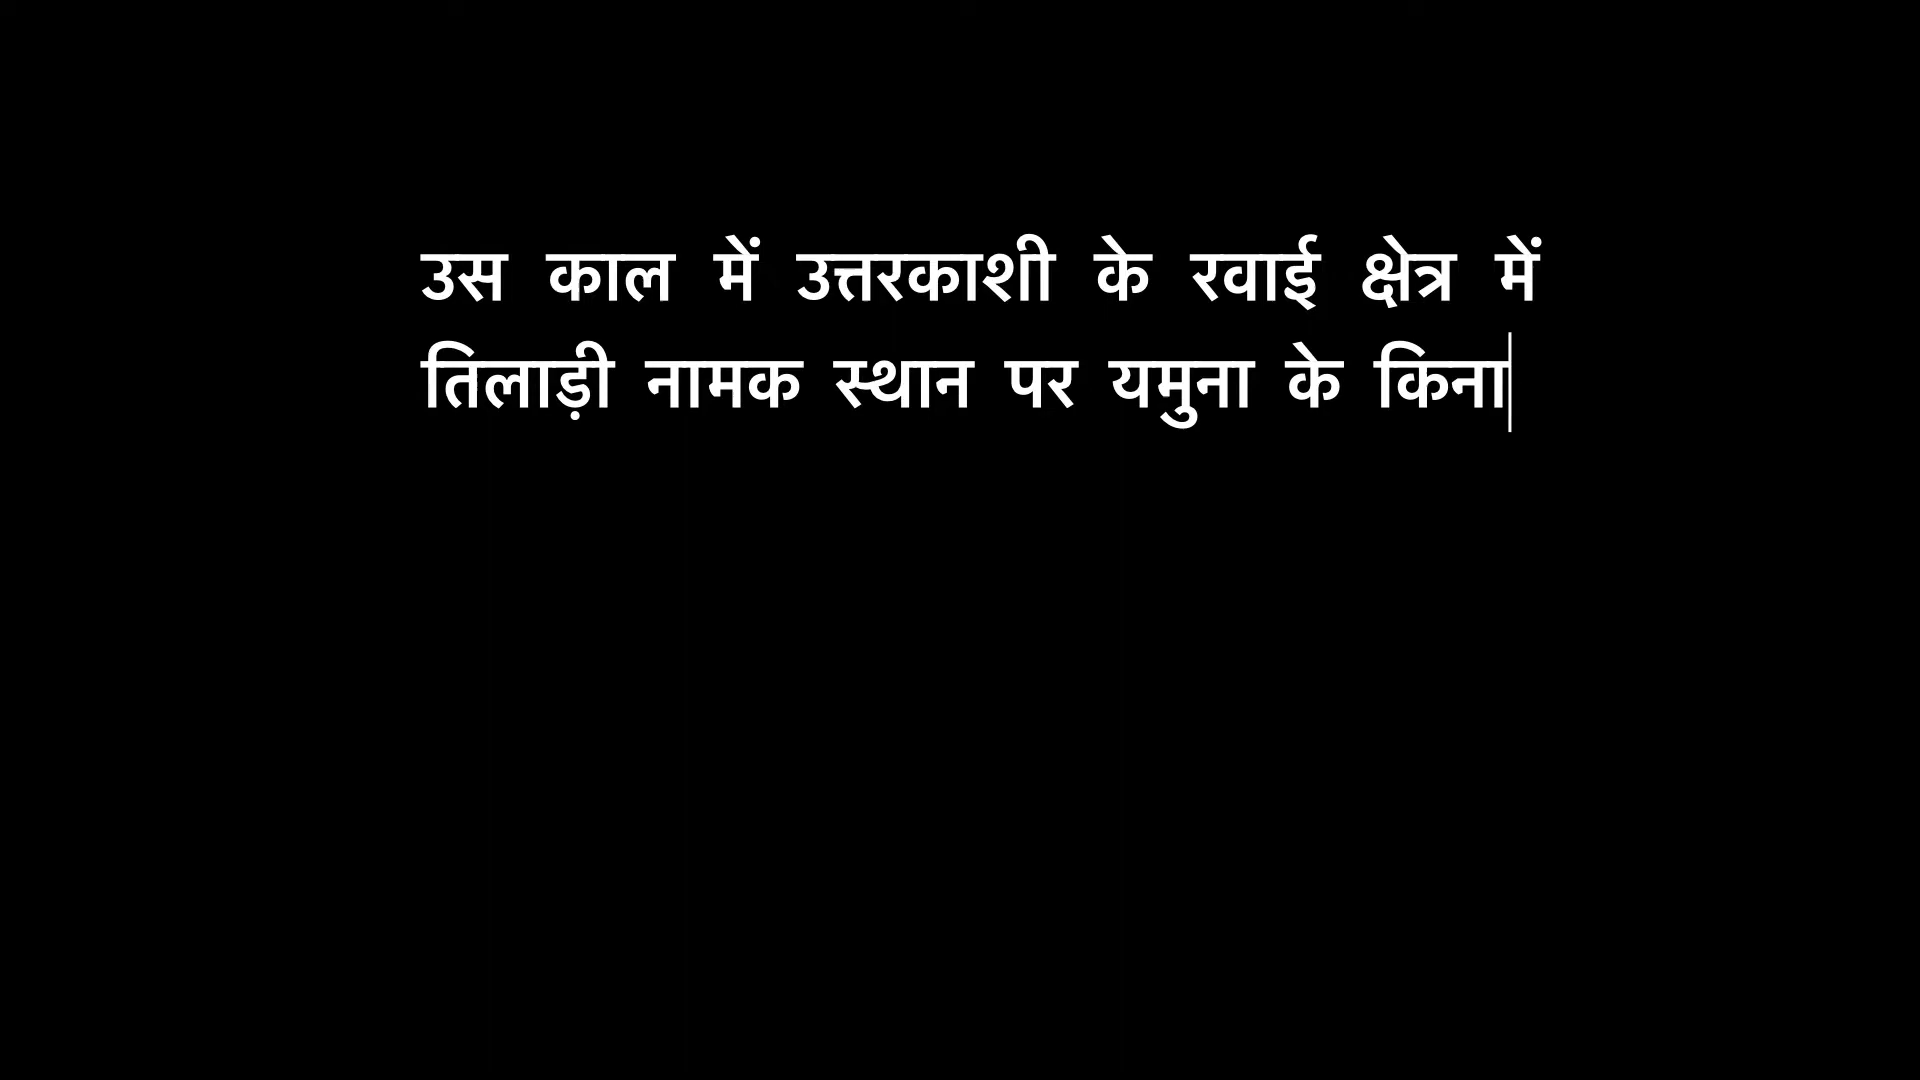 उस काल में उत्तरकाशी के रवाई क्षेत्र में
तिलाड़ी नामक स्थान पर यमुना के किना